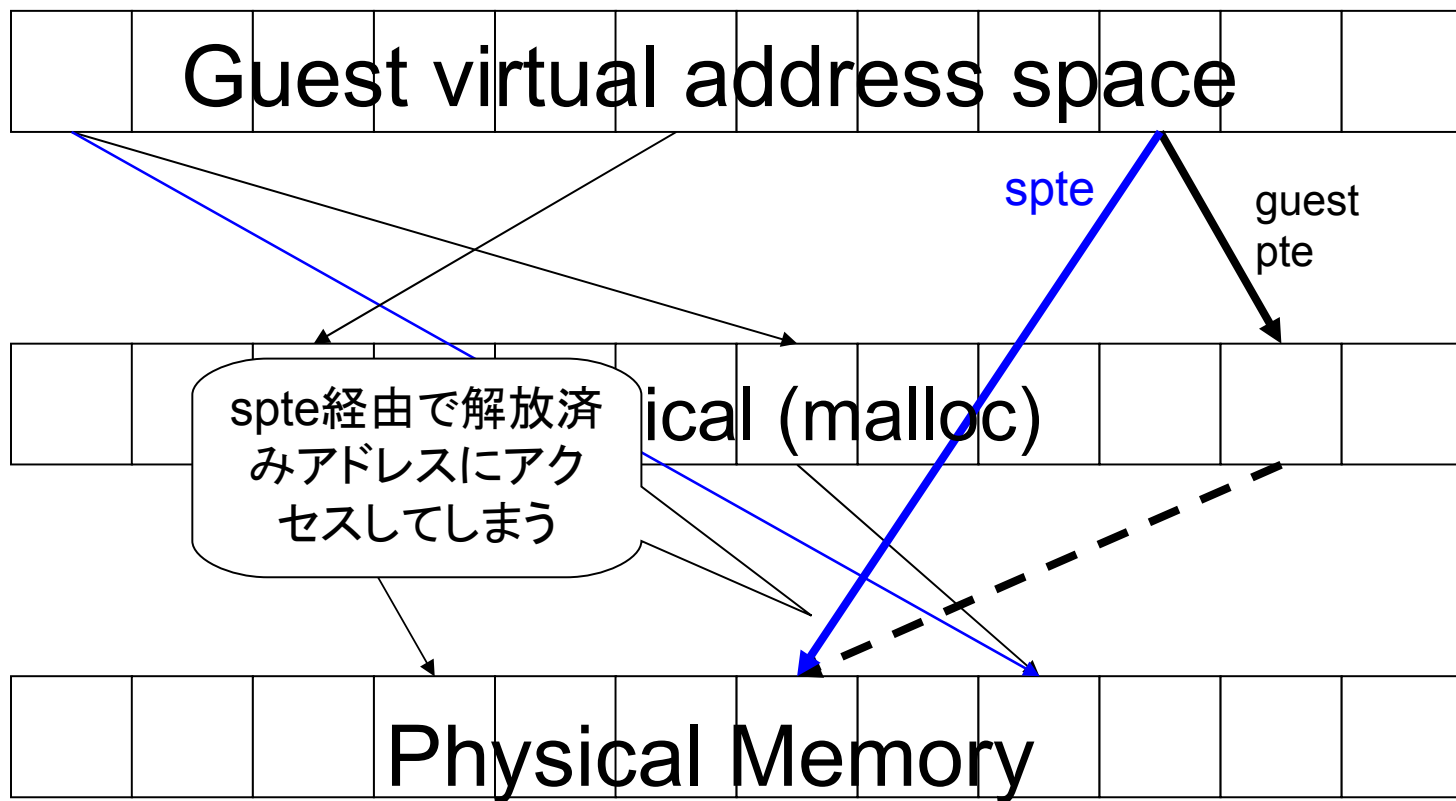 Guest virtual address space
spte
guest
pte
spte経由で解放済
みアドレスにアク
セスしてしまう
ical (malloc)
Physical Memory